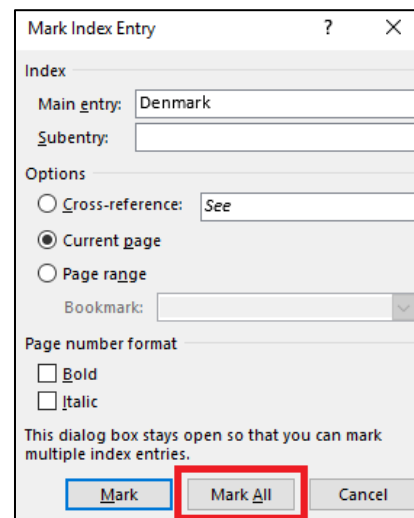 Mark Index Entry ? ×
Index
Main entry: Denmark
Subentry:
Options
Cross-reference: See
Current page
Page range
Bookmark:
Page number format
Bold
Italic
This dialog box stays open so that you can mark
multiple index entries.
Mark Mark All Cancel